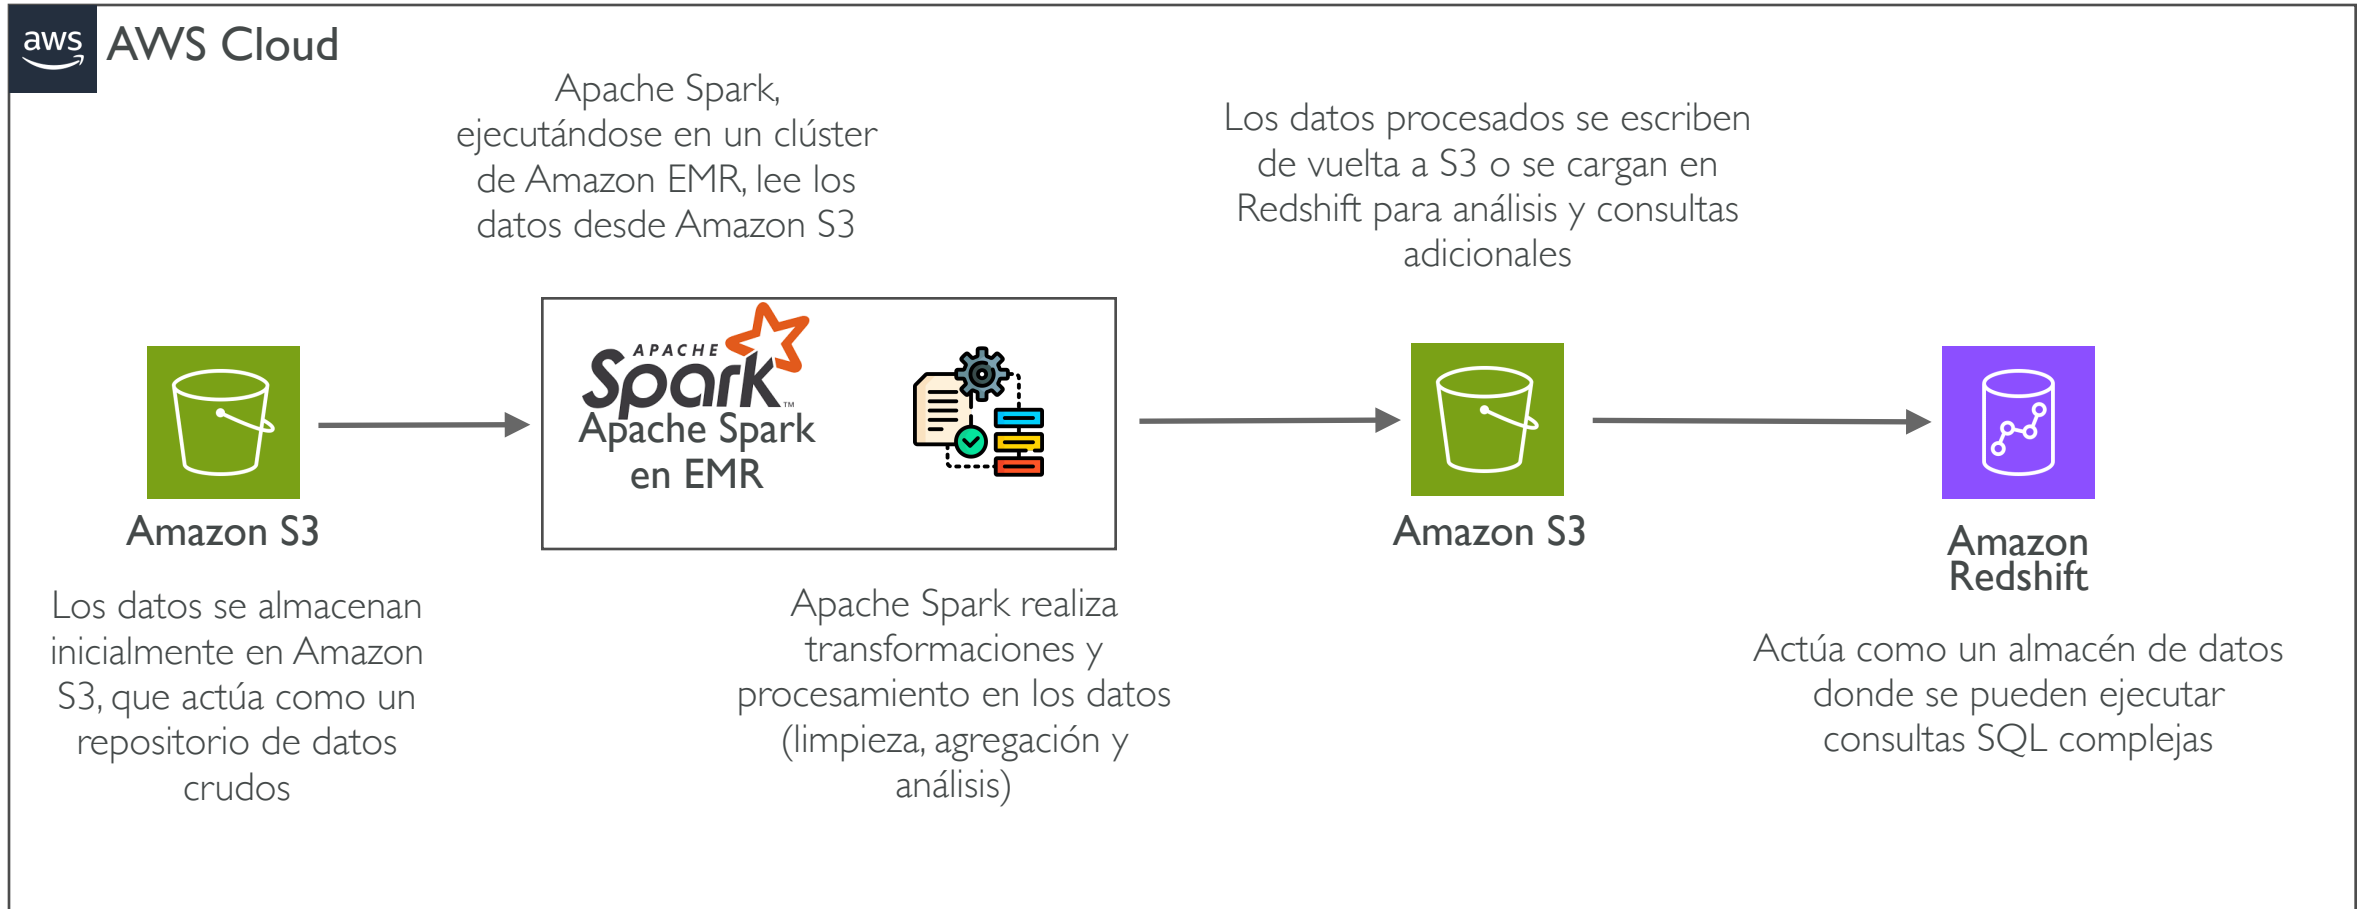 aws
AWS Cloud
Apache Spark,
ejecutándose en un clúster
de Amazon EMR, lee los
datos desde Amazon S3
Los datos procesados se escriben
de vuelta a S3 o se cargan en
Redshift para análisis y consultas
adicionales
APACHE
Spark™
Apache Spark
en EMR
Amazon S3
Los datos se almacenan
inicialmente en Amazon
S3, que actúa como un
repositorio de datos
crudos
Apache Spark realiza
transformaciones y
procesamiento en los datos
(limpieza, agregación y
análisis)
Amazon S3
Amazon
Redshift
Actúa como un almacén de datos
donde se pueden ejecutar
consultas SQL complejas